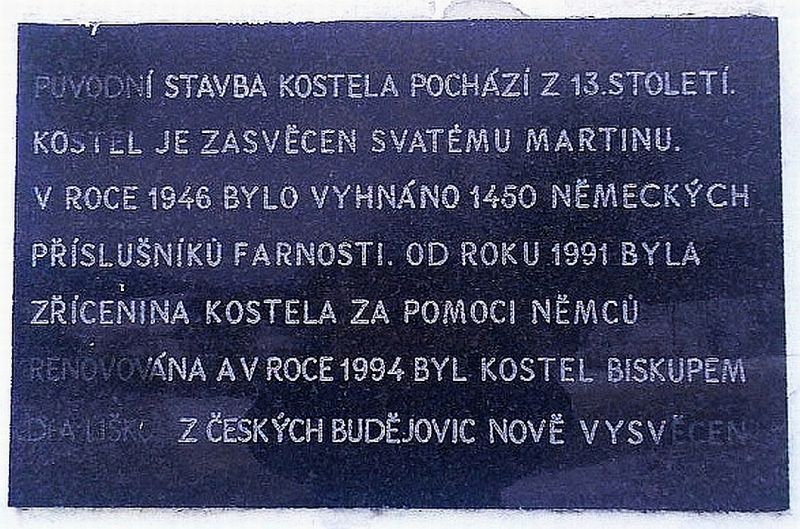 PŮVODNÍ STAVBA KOSTELA POCHÁZÍ Z 13.STOLETÍ.
KOSTEL JE ZASVĚCEN SVATÉMU MARTINU.
V ROCE 1946 BYLO VYHNÁNO 1450 NĚMECKÝCH
PŘÍSLUŠNÍKŮ FARNOSTI. OD ROKU 1991 BYLA
ZŘÍCENINA KOSTELA ZA POMOCI NĚMCŮ
RENOVOVÁNA A V ROCE 1994 BYL KOSTEL BISKUPEM
Z ČESKÝCH BUDĚJOVIC NOVĚ VYSVĚCEN